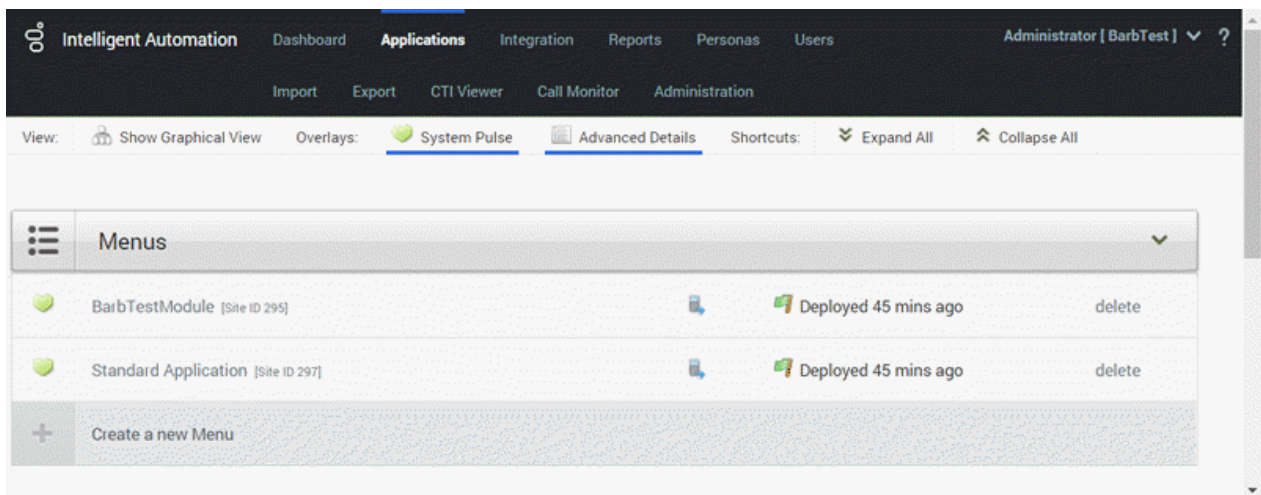 Intelligent Automation Dashboard Applications Integration Reports Personas Users Administrator [ BarbTest ] ?
Import Export CTI Viewer Call Monitor Administration
View: Show Graphical View Overlays: System Pulse Advanced Details Shortcuts: Expand All Collapse All
Menus
BarbTestModule [Site ID 295] Deployed 45 mins ago delete
Standard Application [Site ID 297] Deployed 45 mins ago delete
Create a new Menu